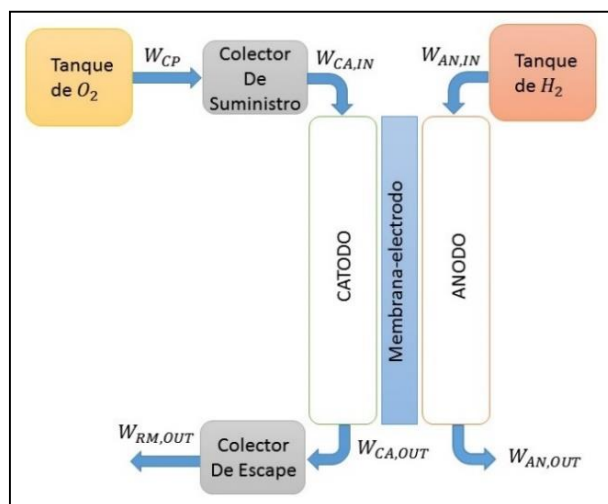 Tanque
de O₂
W_CP
Colector
De
Suministro
W_CA,IN
W_AN,IN
Tanque
de H₂
CATODO
Membrana-electrodo
ANODO
W_RM,OUT
Colector
De Escape
W_CA,OUT
W_AN,OUT